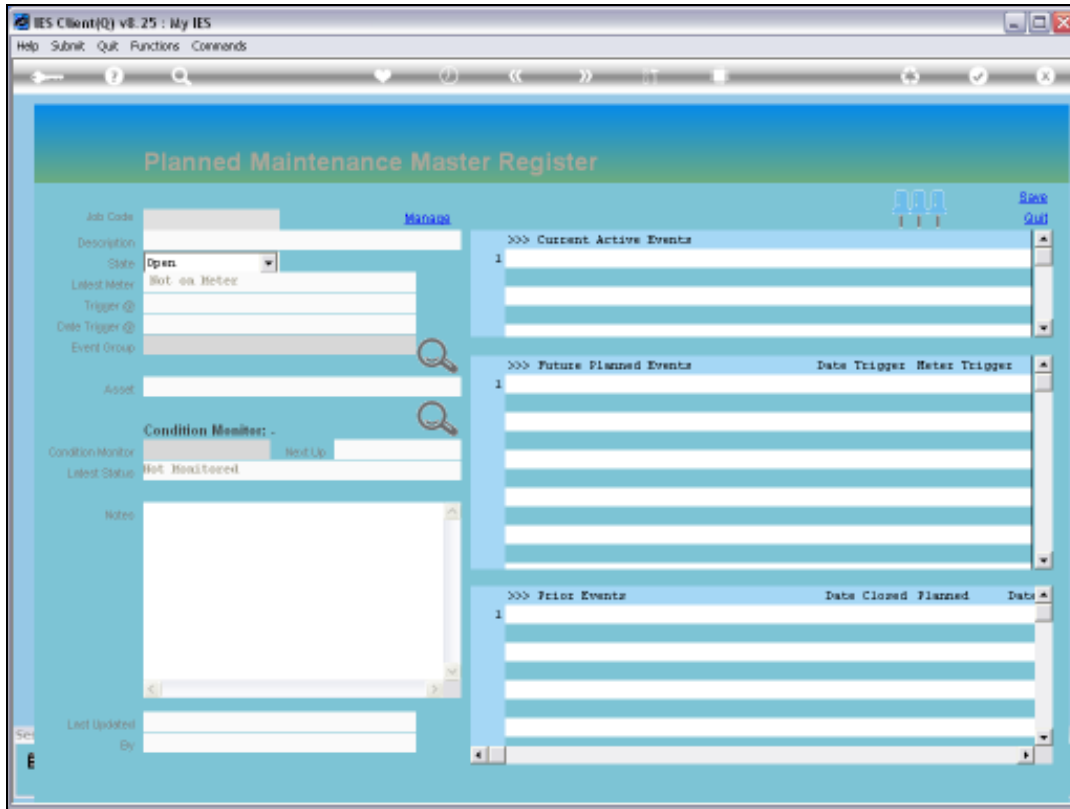 IES Client(Q) v8.25 : My IES
Help Submit Quit Functions Commands
Planned Maintenance Master Register
Save
Quit
Job Code
Manage
Description
State Open
Latest Meter Not on Meter
Trigger @
Date Trigger @
Event Group
Asset
Condition Monitor: -
Condition Monitor Next Up
Latest Status Not Monitored
Notes
Last Updated
By
>>> Current Active Events
1
>>> Future Planned Events Date Trigger Meter Trigger
1
>>> Prior Events Date Closed Planned Date
1